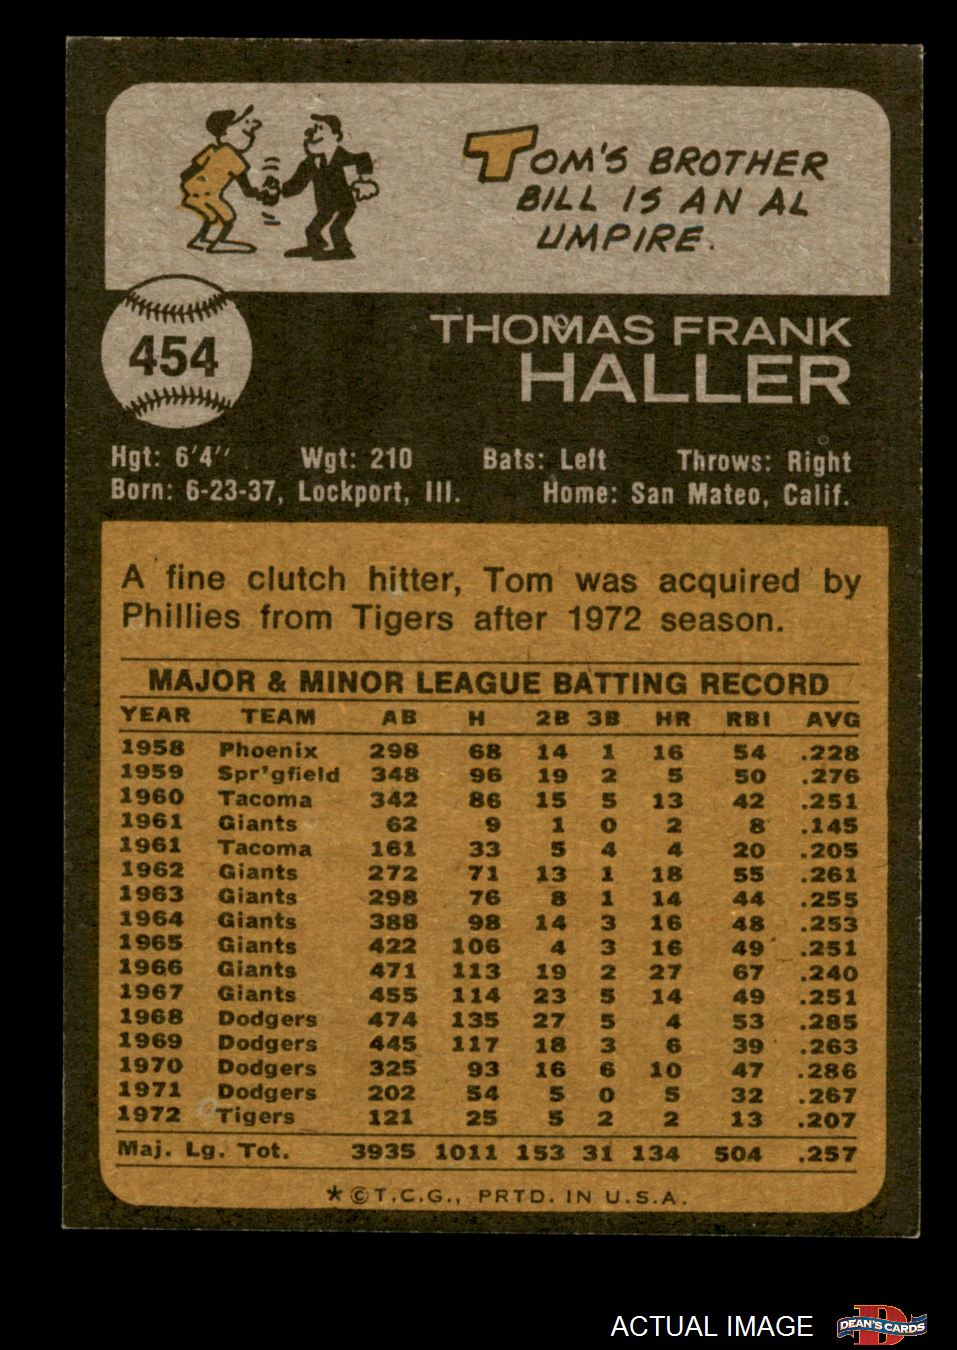 TOM'S BROTHER
BILL IS AN AL
UMPIRE.
454
THOMAS FRANK
HALLER
Hgt: 6'4'' Wgt: 210 Bats: Left Throws: Right
Born: 6-23-37, Lockport, Ill. Home: San Mateo, Calif.
A fine clutch hitter, Tom was acquired by
Phillies from Tigers after 1972 season.
MAJOR & MINOR LEAGUE BATTING RECORD
YEAR TEAM AB H 2B 3B HR RBI AVG
1958 Phoenix 298 68 14 1 16 54 .228
1959 Spr'gfield 348 96 19 2 5 50 .276
1960 Tacoma 342 86 15 5 13 42 .251
1961 Giants 62 9 1 0 2 8 .145
1961 Tacoma 161 33 5 4 4 20 .205
1962 Giants 272 71 13 1 18 55 .261
1963 Giants 298 76 8 1 14 44 .255
1964 Giants 388 98 14 3 16 48 .253
1965 Giants 422 106 4 3 16 49 .251
1966 Giants 471 113 19 2 27 67 .240
1967 Giants 455 114 23 5 14 49 .251
1968 Dodgers 474 135 27 5 4 53 .285
1969 Dodgers 445 117 18 3 6 39 .263
1970 Dodgers 325 93 16 6 10 47 .286
1971 Dodgers 202 54 5 0 5 32 .267
1972 Tigers 121 25 5 2 2 13 .207
Maj. Lg. Tot. 3935 1011 153 31 134 504 .257
*©T.C.G., PRTD. IN U.S.A.
ACTUAL IMAGE
D
DEAN'S CARDS